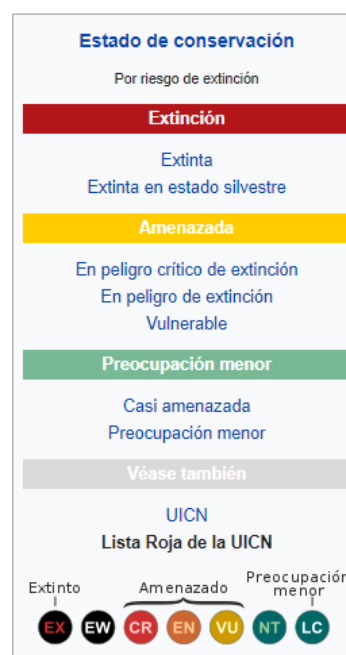 Estado de conservación
Por riesgo de extinción
Extinción
Extinta
Extinta en estado silvestre
Amenazada
En peligro crítico de extinción
En peligro de extinción
Vulnerable
Preocupación menor
Casi amenazada
Preocupación menor
Véase también
UICN
Lista Roja de la UICN
Extinto Amenazado Preocupación
menor
EX EW CR EN VU NT LC